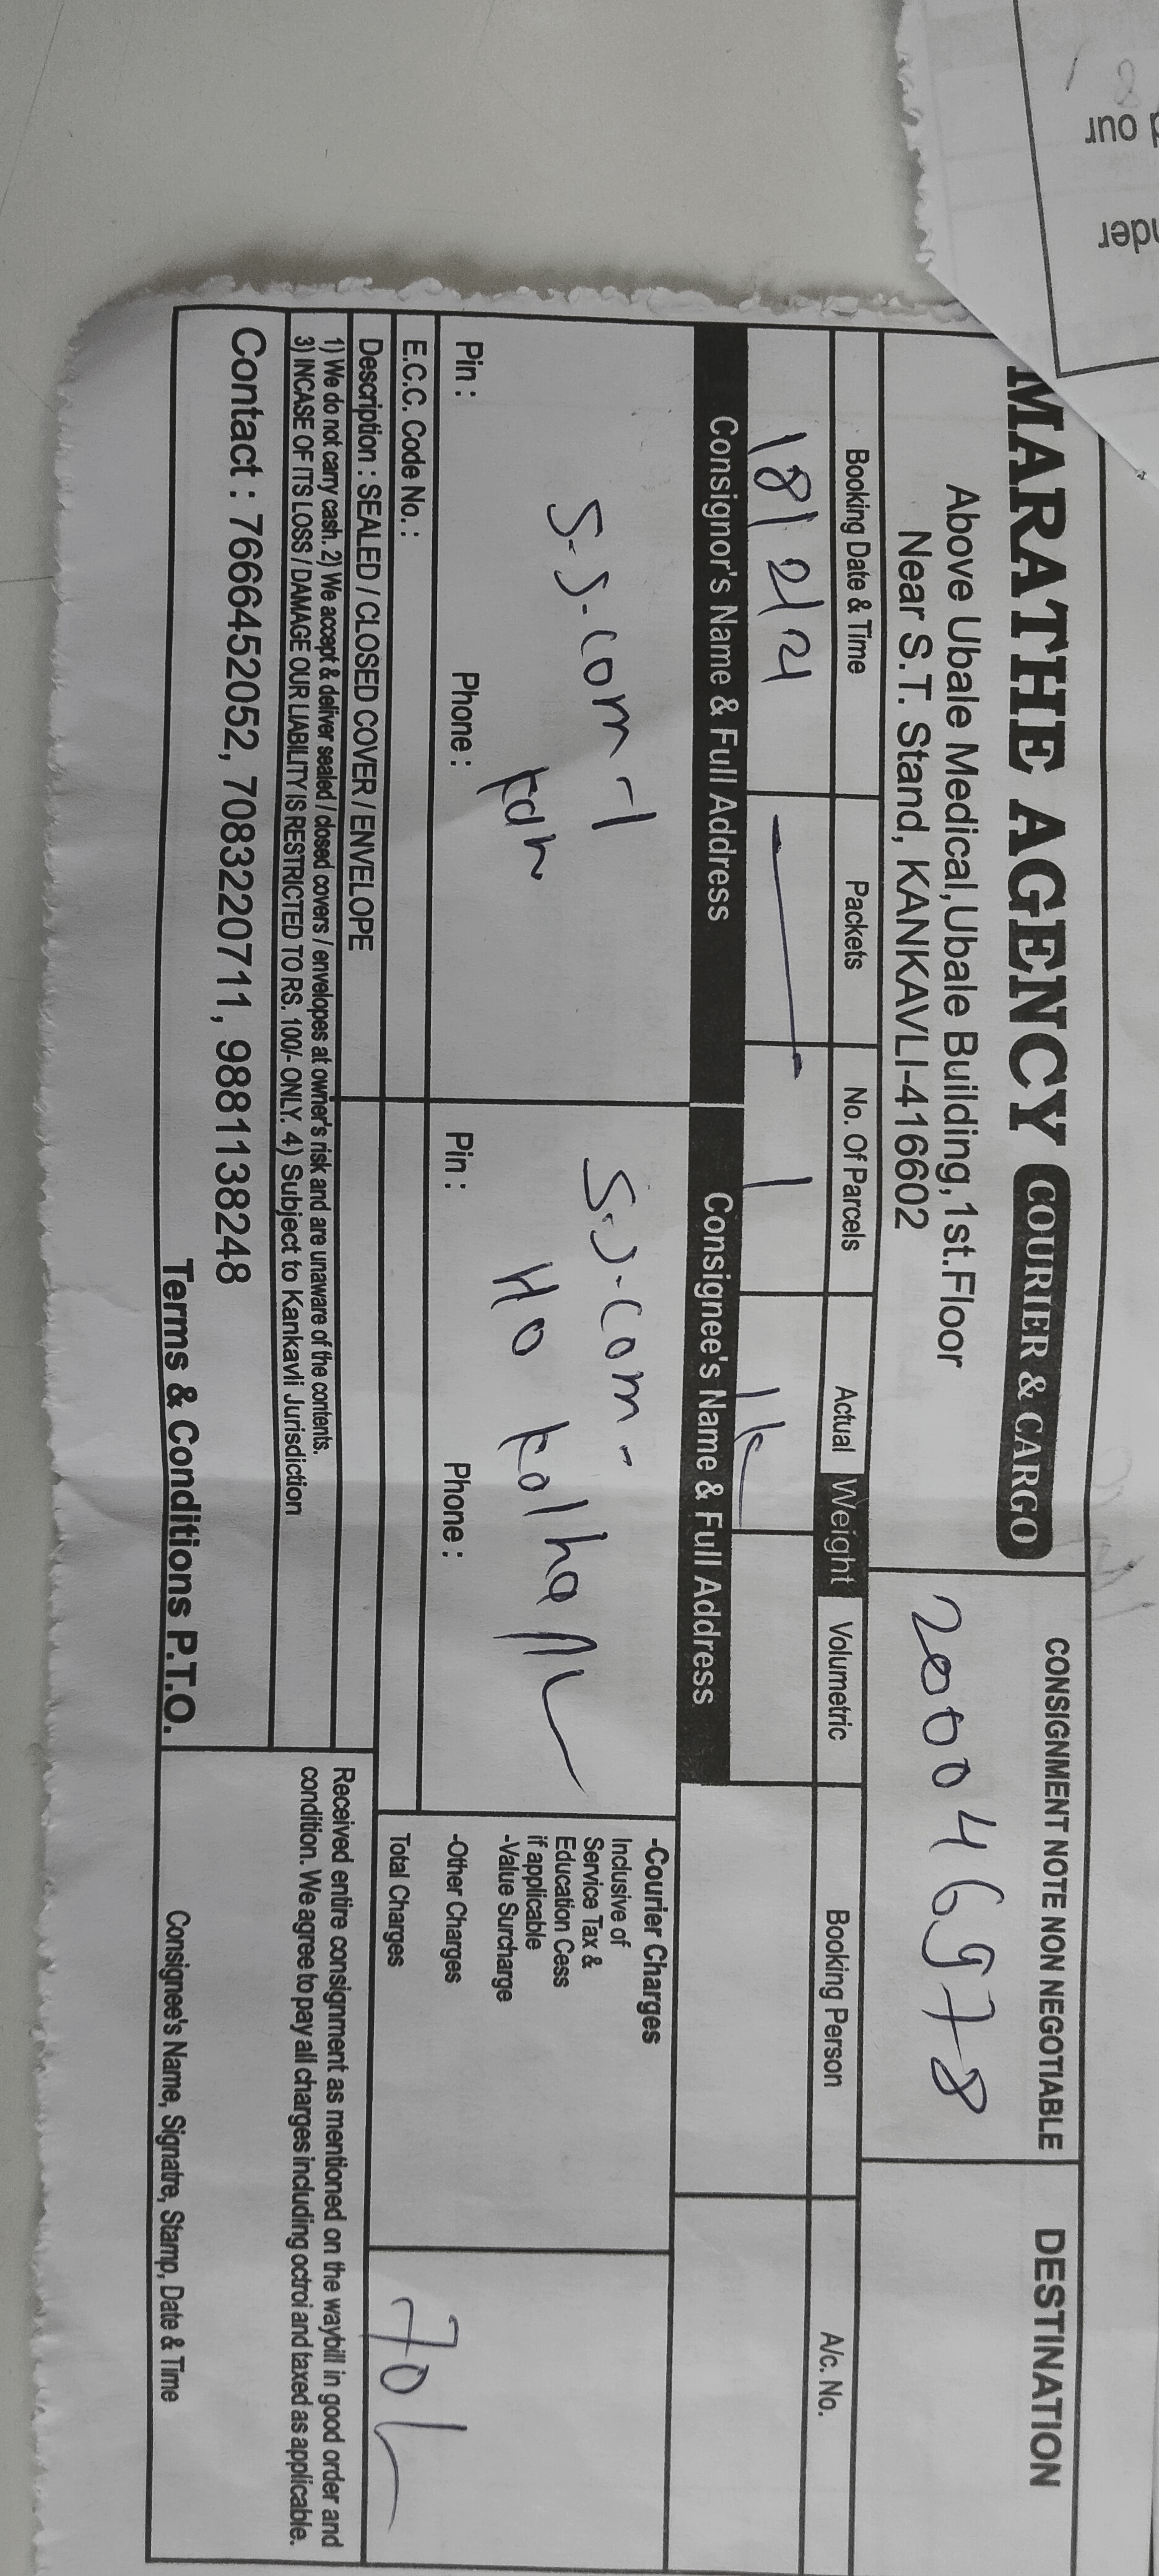 MARATHE AGENCY COURIER & CARGO
Above Ubale Medical, Ubale Building, 1st. Floor
Near S.T. Stand, KANKAVLI-416602
CONSIGNMENT NOTE NON NEGOTIABLE
200046978
DESTINATION
Booking Date & Time
Packets
No. Of Parcels
Actual Weight Volumetric
Booking Person
A/c. No.
18/2/21
1
1k
Consignor's Name & Full Address
Consignee's Name & Full Address
S.S.com-1
kdr
Pin :
Phone :
S.S.com-
HO kolhapur
Pin :
Phone :
-Courier Charges
Inclusive of
Service Tax &
Education Cess
if applicable
-Value Surcharge
-Other Charges
Total Charges
70/-
E.C.C. Code No. :
Description : SEALED / CLOSED COVER / ENVELOPE
1) We do not carry cash. 2) We accept & deliver sealed / closed covers / envelopes at owner's risk and are unaware of the contents.
3) INCASE OF ITS LOSS / DAMAGE OUR LIABILITY IS RESTRICTED TO RS. 100/- ONLY. 4) Subject to Kankavli Jurisdiction
Contact : 7666452052, 7083220711, 9881138248
Terms & Conditions P.T.O.
Received entire consignment as mentioned on the waybill in good order and
condition. We agree to pay all charges including octroi and taxed as applicable.
Consignee's Name, Signatre, Stamp, Date & Time
our